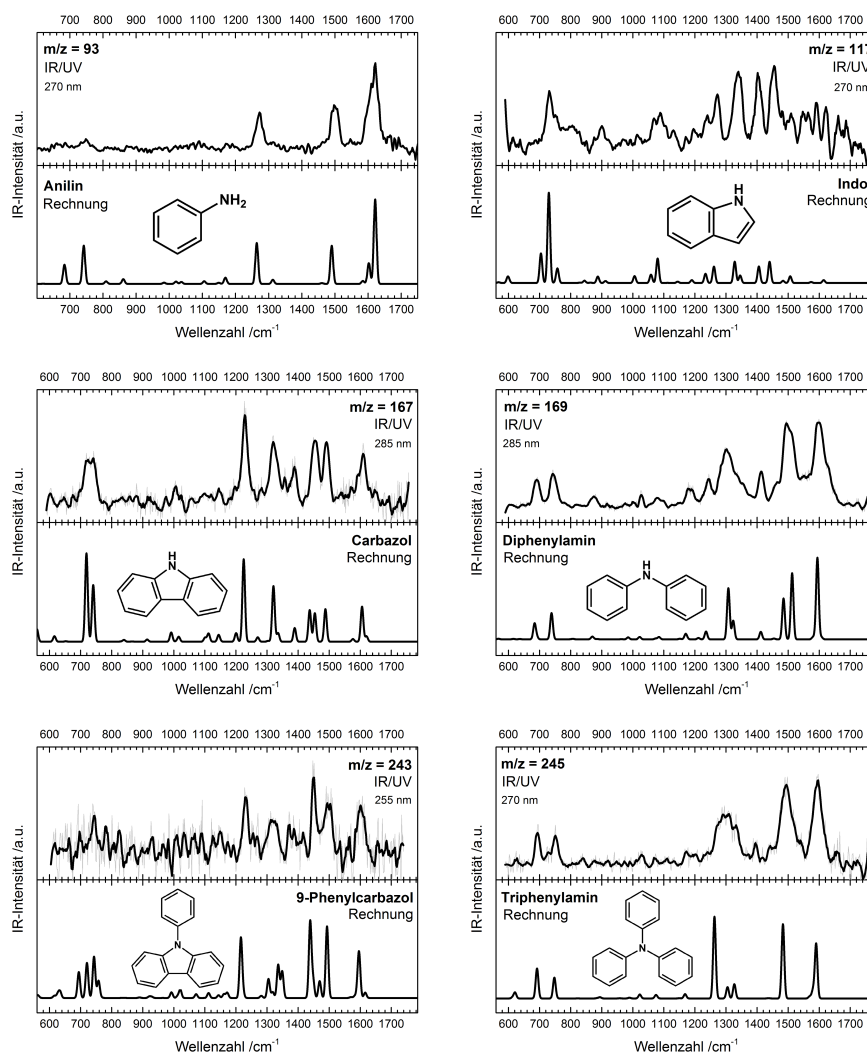 700 800 900 1000 1100 1200 1300 1400 1500 1600 1700
m/z = 93
IR/UV
270 nm
IR-Intensität /a.u.
Anilin
Rechnung
NH2
700 800 900 1000 1100 1200 1300 1400 1500 1600 1700
Wellenzahl /cm-1
600 700 800 900 1000 1100 1200 1300 1400 1500 1600 1700
m/z = 117
IR/UV
270 nm
IR-Intensität /a.u.
Indol
Rechnung
H
N
600 700 800 900 1000 1100 1200 1300 1400 1500 1600 1700
Wellenzahl /cm-1
600 700 800 900 1000 1100 1200 1300 1400 1500 1600 1700
m/z = 167
IR/UV
285 nm
IR-Intensität /a.u.
Carbazol
Rechnung
H
N
600 700 800 900 1000 1100 1200 1300 1400 1500 1600 1700
Wellenzahl /cm-1
600 700 800 900 1000 1100 1200 1300 1400 1500 1600 1700
m/z = 169
IR/UV
285 nm
IR-Intensität /a.u.
Diphenylamin
Rechnung
H
N
600 700 800 900 1000 1100 1200 1300 1400 1500 1600 1700
Wellenzahl /cm-1
600 700 800 900 1000 1100 1200 1300 1400 1500 1600 1700
m/z = 243
IR/UV
255 nm
IR-Intensität /a.u.
9-Phenylcarbazol
Rechnung
N
600 700 800 900 1000 1100 1200 1300 1400 1500 1600 1700
Wellenzahl /cm-1
600 700 800 900 1000 1100 1200 1300 1400 1500 1600 1700
m/z = 245
IR/UV
270 nm
IR-Intensität /a.u.
Triphenylamin
Rechnung
N
600 700 800 900 1000 1100 1200 1300 1400 1500 1600 1700
Wellenzahl /cm-1